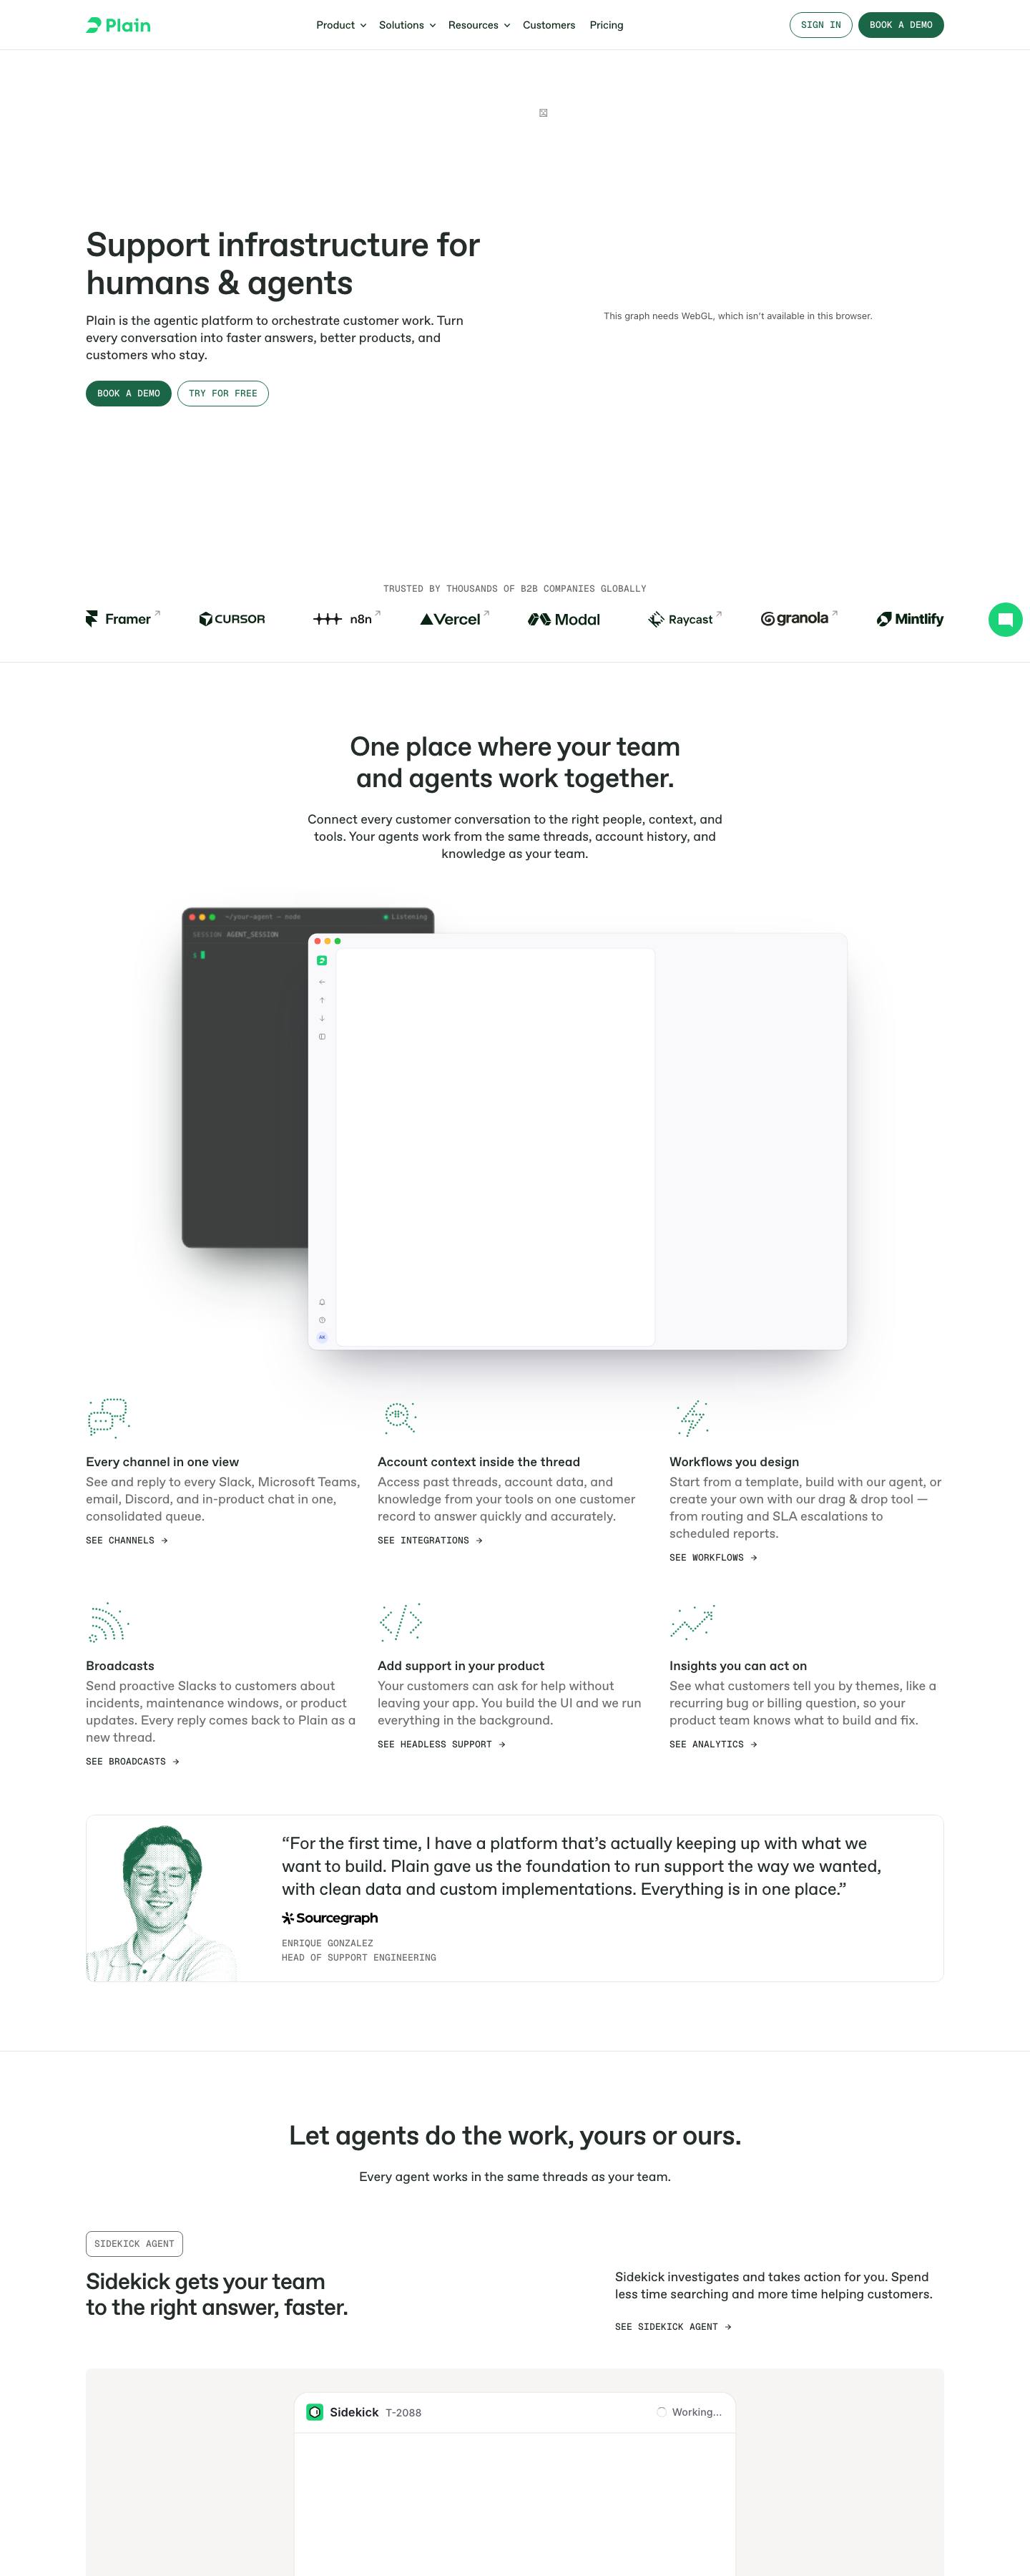 Plain
Product
Solutions
Resources
Customers
Pricing
SIGN IN
BOOK A DEMO
Support infrastructure for
humans & agents
Plain is the agentic platform to orchestrate customer work. Turn
every conversation into faster answers, better products, and
customers who stay.
BOOK A DEMO
TRY FOR FREE
This graph needs WebGL, which isn't available in this browser.
TRUSTED BY THOUSANDS OF B2B COMPANIES GLOBALLY
Framer
CURSOR
n8n
Vercel
Modal
Raycast
granola
Mintlify
One place where your team
and agents work together.
Connect every customer conversation to the right people, context, and
tools. Your agents work from the same threads, account history, and
knowledge as your team.
~/your-agent — node
Listening
SESSION AGENT_SESSION
AK
Every channel in one view
See and reply to every Slack, Microsoft Teams,
email, Discord, and in-product chat in one,
consolidated queue.
SEE CHANNELS →
Account context inside the thread
Access past threads, account data, and
knowledge from your tools on one customer
record to answer quickly and accurately.
SEE INTEGRATIONS →
Workflows you design
Start from a template, build with our agent, or
create your own with our drag & drop tool —
from routing and SLA escalations to
scheduled reports.
SEE WORKFLOWS →
Broadcasts
Send proactive Slacks to customers about
incidents, maintenance windows, or product
updates. Every reply comes back to Plain as a
new thread.
SEE BROADCASTS →
Add support in your product
Your customers can ask for help without
leaving your app. You build the UI and we run
everything in the background.
SEE HEADLESS SUPPORT →
Insights you can act on
See what customers tell you by themes, like a
recurring bug or billing question, so your
product team knows what to build and fix.
SEE ANALYTICS →
“For the first time, I have a platform that’s actually keeping up with what we
want to build. Plain gave us the foundation to run support the way we wanted,
with clean data and custom implementations. Everything is in one place.”
Sourcegraph
ENRIQUE GONZALEZ
HEAD OF SUPPORT ENGINEERING
Let agents do the work, yours or ours.
Every agent works in the same threads as your team.
SIDEKICK AGENT
Sidekick gets your team
to the right answer, faster.
Sidekick investigates and takes action for you. Spend
less time searching and more time helping customers.
SEE SIDEKICK AGENT →
Sidekick T-2088
Working...